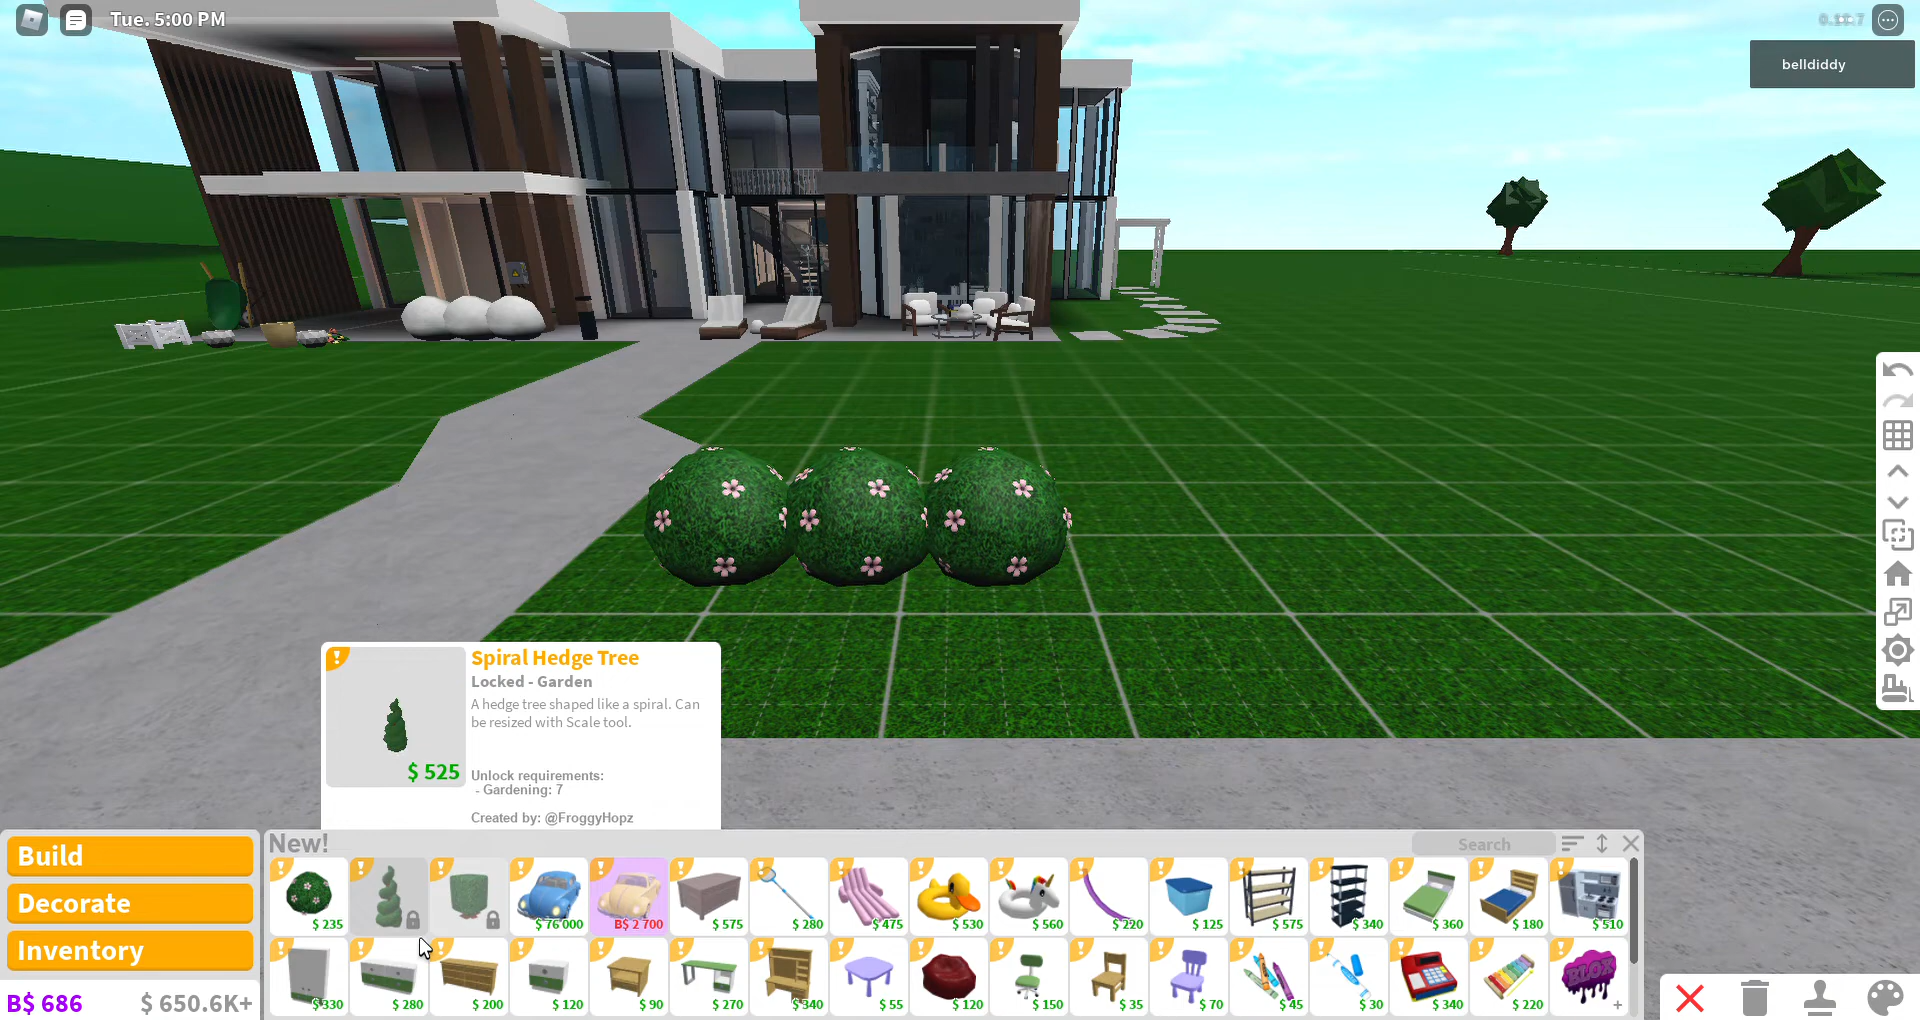 Tue. 5:00 PM
belldiddy
Spiral Hedge Tree
Locked - Garden
A hedge tree shaped like a spiral. Can
be resized with Scale tool.
$ 525
Unlock requirements:
- Gardening: 7
Created by: @FroggyHopz
Build
Decorate
Inventory
B$ 686
$ 650.6K+
New!
Search
$ 235
$ 76 000
B$ 2 700
$ 575
$ 280
$ 475
$ 530
$ 560
$ 220
$ 125
$ 575
$ 340
$ 360
$ 180
$ 510
$ 330
$ 280
$ 200
$ 120
$ 90
$ 270
$ 340
$ 55
$ 120
$ 150
$ 35
$ 70
$ 45
$ 30
$ 340
$ 220
BLOX
+